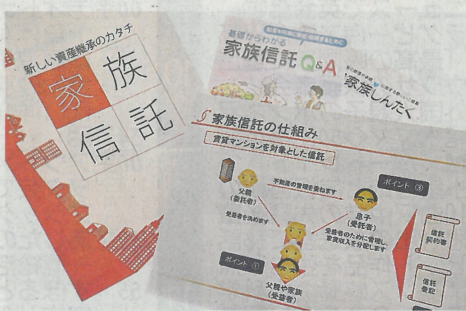 新しい資産継承のカタチ
家族
信託
基礎からわかる
家族信託Q&A
家族しんたく
家族信託の仕組み
賃貸マンションを対象とした信託
ポイント③
不動産の管理を委ねます
父親
(委託者)
息子
(受託者)
受益者を決めます
受益者のために管理し、
家賃収入を分配します
信託
契約書
ポイント①
信託
登記
父親や家族
(受益者)